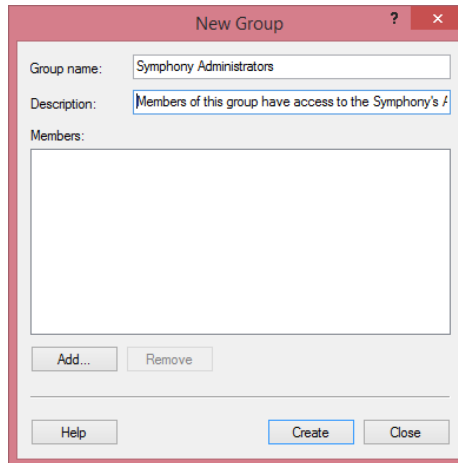 New Group
? ×
Group name: Symphony Administrators
Description: Members of this group have access to the Symphony's A
Members:
Add... Remove
Help Create Close